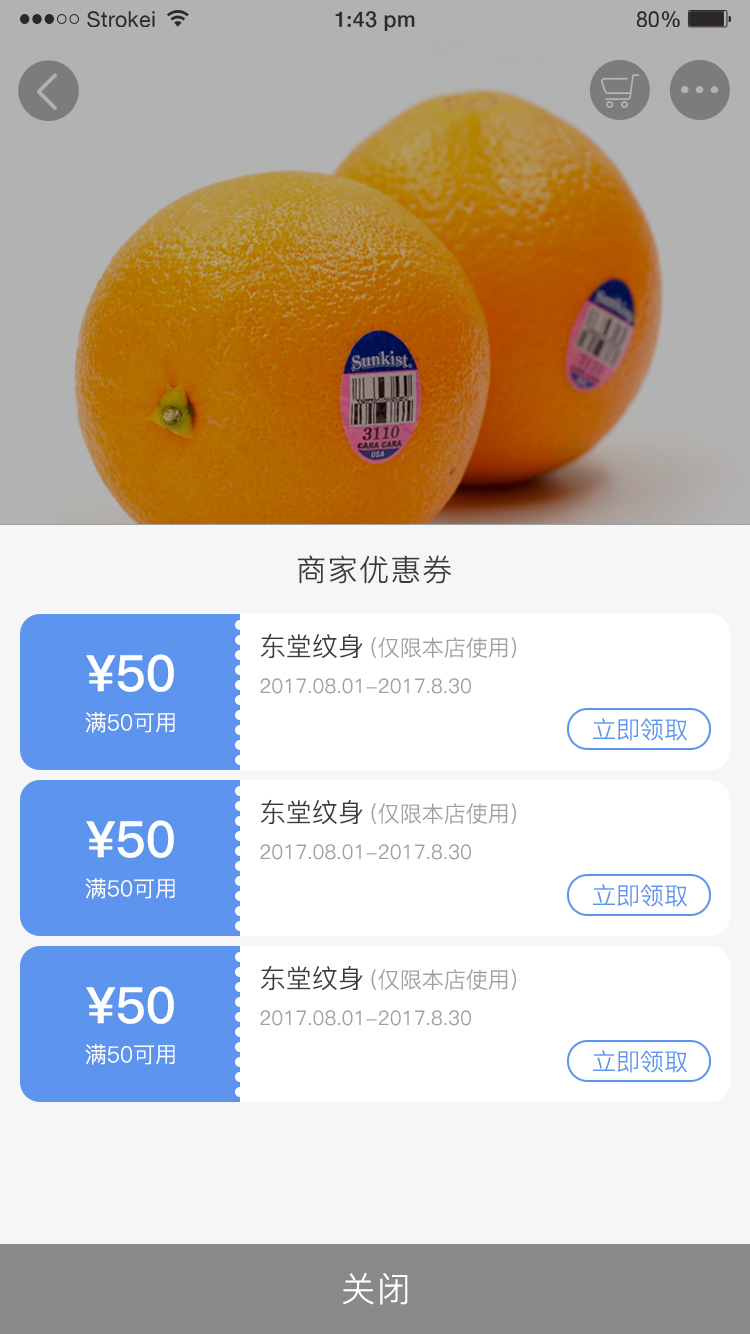 Strokei 1:43 pm 80%
Sunkist
3110
CARA CARA
USA
Sunkist
商家优惠券
¥50
满50可用
东堂纹身 (仅限本店使用)
2017.08.01–2017.8.30
立即领取
¥50
满50可用
东堂纹身 (仅限本店使用)
2017.08.01–2017.8.30
立即领取
¥50
满50可用
东堂纹身 (仅限本店使用)
2017.08.01–2017.8.30
立即领取
关闭